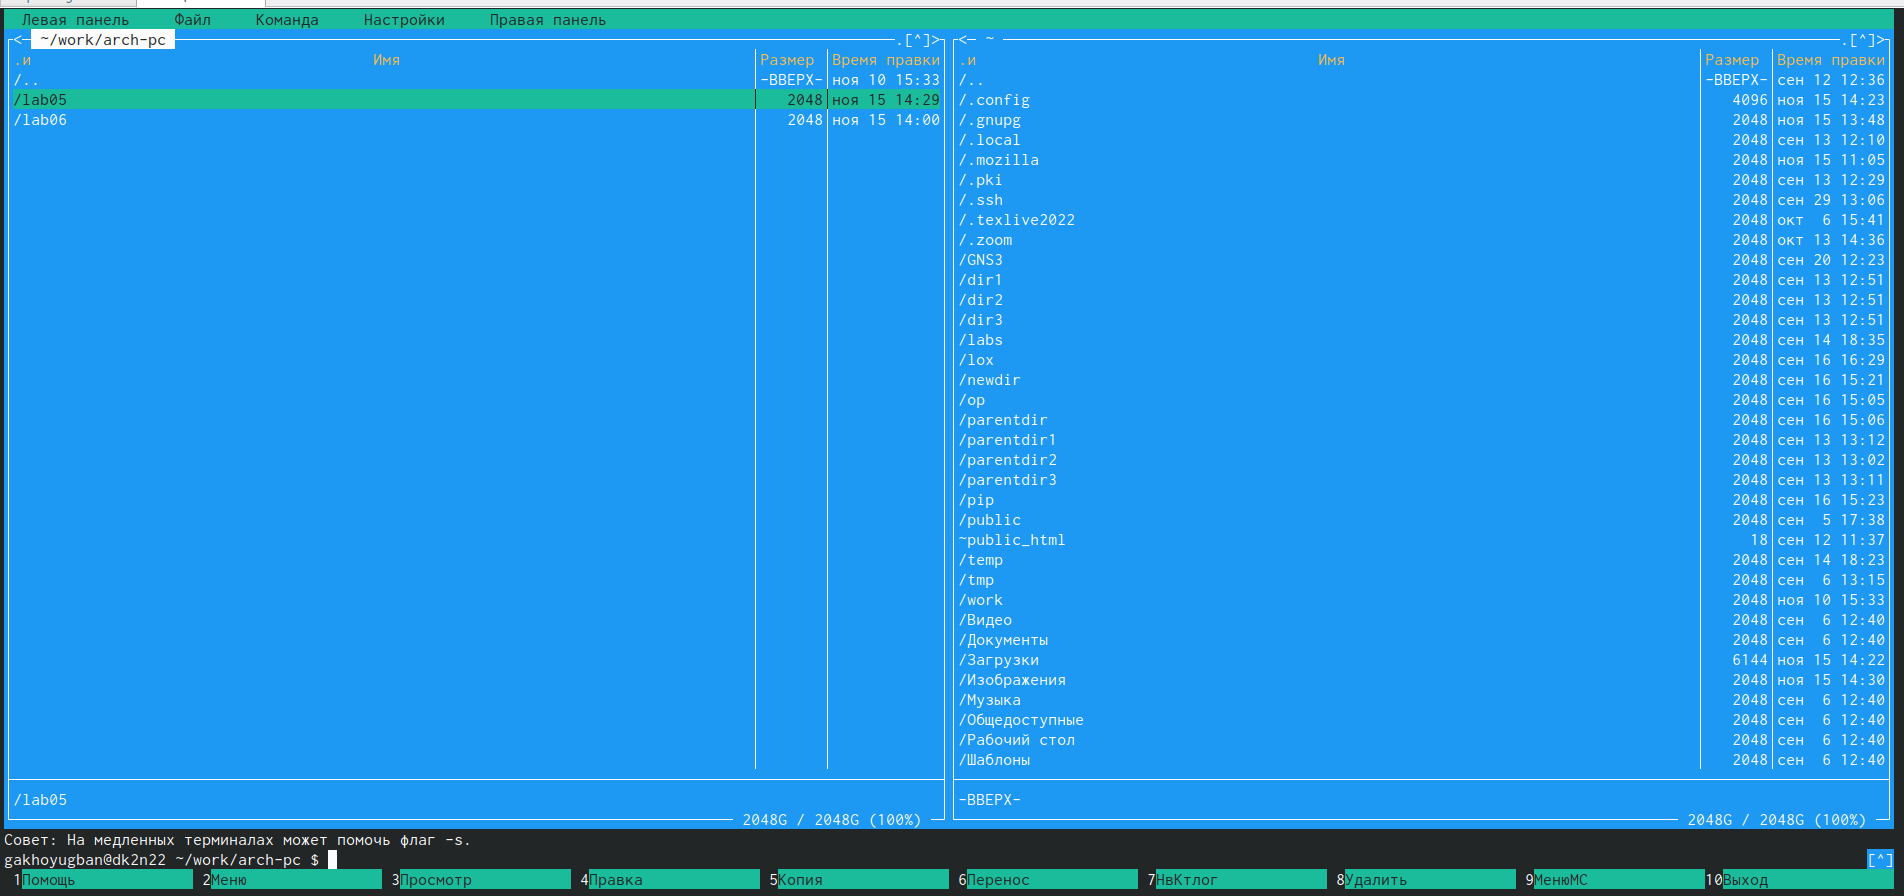 Левая панель Файл Команда Настройки Правая панель
<─ ~/work/arch-pc .[^]>
.и Имя Размер Время правки
/.. -ВВЕРХ- ноя 10 15:33
/lab05 2048 ноя 15 14:29
/lab06 2048 ноя 15 14:00
/lab05
2048G / 2048G (100%)
<─ ~ .[^]>
.и Имя Размер Время правки
/.. -ВВЕРХ- сен 12 12:36
/.config 4096 ноя 15 14:23
/.gnupg 2048 ноя 15 13:48
/.local 2048 сен 13 12:10
/.mozilla 2048 ноя 15 11:05
/.pki 2048 сен 13 12:29
/.ssh 2048 сен 29 13:06
/.texlive2022 2048 окт 6 15:41
/.zoom 2048 окт 13 14:36
/GNS3 2048 сен 20 12:23
/dir1 2048 сен 13 12:51
/dir2 2048 сен 13 12:51
/dir3 2048 сен 13 12:51
/labs 2048 сен 14 18:35
/lox 2048 сен 16 16:29
/newdir 2048 сен 16 15:21
/op 2048 сен 16 15:05
/parentdir 2048 сен 16 15:06
/parentdir1 2048 сен 13 13:12
/parentdir2 2048 сен 13 13:02
/parentdir3 2048 сен 13 13:11
/pip 2048 сен 16 15:23
/public 2048 сен 5 17:38
~public_html 18 сен 12 11:37
/temp 2048 сен 14 18:23
/tmp 2048 сен 6 13:15
/work 2048 ноя 10 15:33
/Видео 2048 сен 6 12:40
/Документы 2048 сен 6 12:40
/Загрузки 6144 ноя 15 14:22
/Изображения 2048 ноя 15 14:30
/Музыка 2048 сен 6 12:40
/Общедоступные 2048 сен 6 12:40
/Рабочий стол 2048 сен 6 12:40
/Шаблоны 2048 сен 6 12:40
-ВВЕРХ-
2048G / 2048G (100%)
Совет: На медленных терминалах может помочь флаг -s.
gakhoyugban@dk2n22 ~/work/arch-pc $ [^]
1Помощь 2Меню 3Просмотр 4Правка 5Копия 6Перенос 7НвКтлог 8Удалить 9МенюMC 10Выход